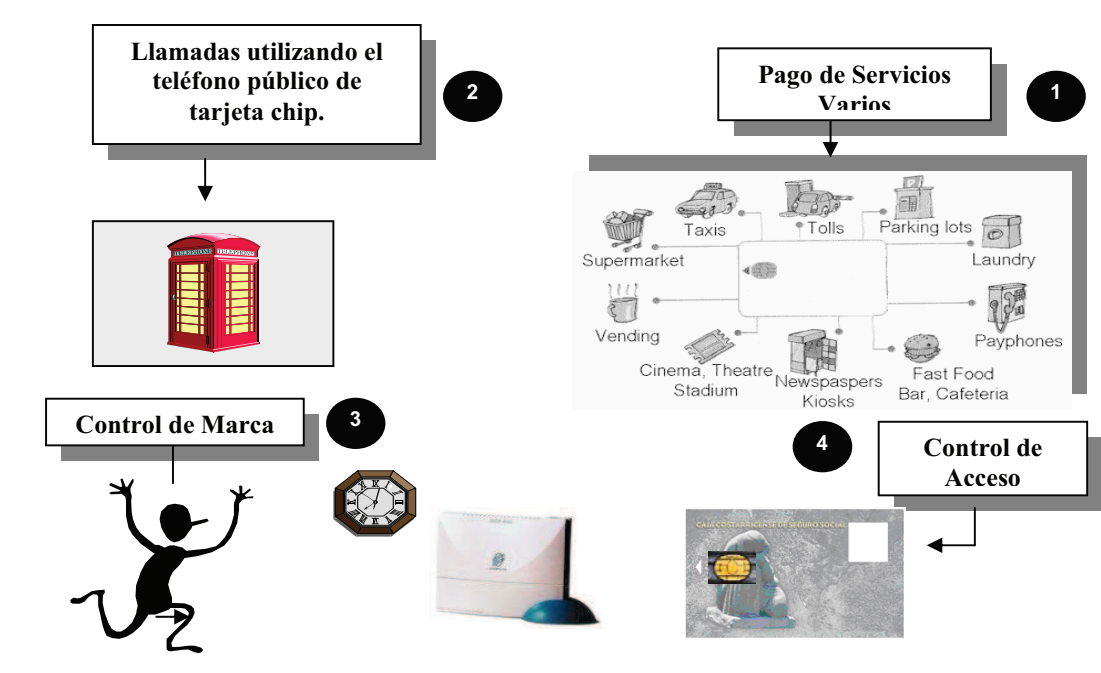 Llamadas utilizando el
teléfono público de
tarjeta chip.
2
Pago de Servicios
Varios
1
TELEPHONE
TELEPHONE
Taxis
Tolls
Parking lots
Supermarket
Laundry
Vending
Payphones
Cinema, Theatre
Stadium
Newspaspers
Kiosks
Fast Food
Bar, Cafeteria
Control de Marca
3
4
Control de
Acceso
CAJA COSTARRICENSE DE SEGURO SOCIAL